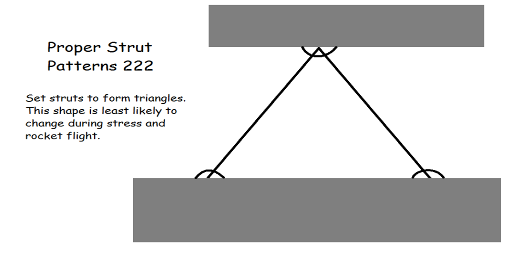 Proper Strut
Patterns 222
Set struts to form triangles.
This shape is least likely to
change during stress and
rocket flight.